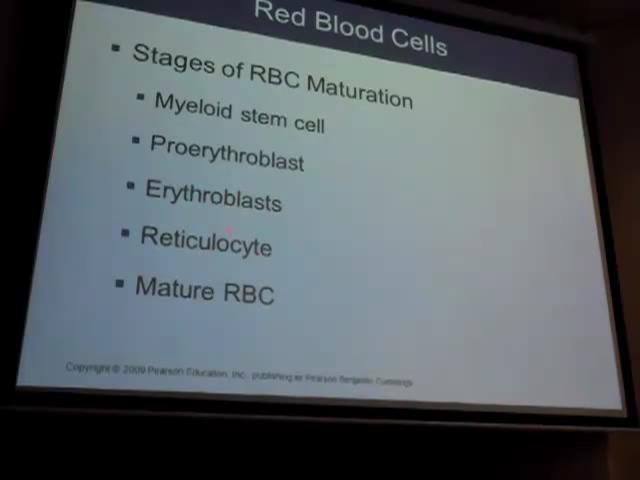 Red Blood Cells
Stages of RBC Maturation
Myeloid stem cell
Proerythroblast
Erythroblasts
Reticulocyte
Mature RBC
Copyright © 2009 Pearson Education, Inc., publishing as Pearson Benjamin Cummings